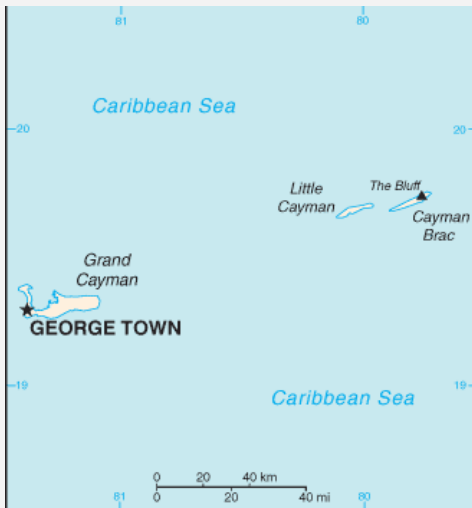 81 80
Caribbean Sea
20 20
Little
Cayman
The Bluff
Cayman
Brac
Grand
Cayman
GEORGE TOWN
19 19
Caribbean Sea
0 20 40 km
0 20 40 mi
81 80